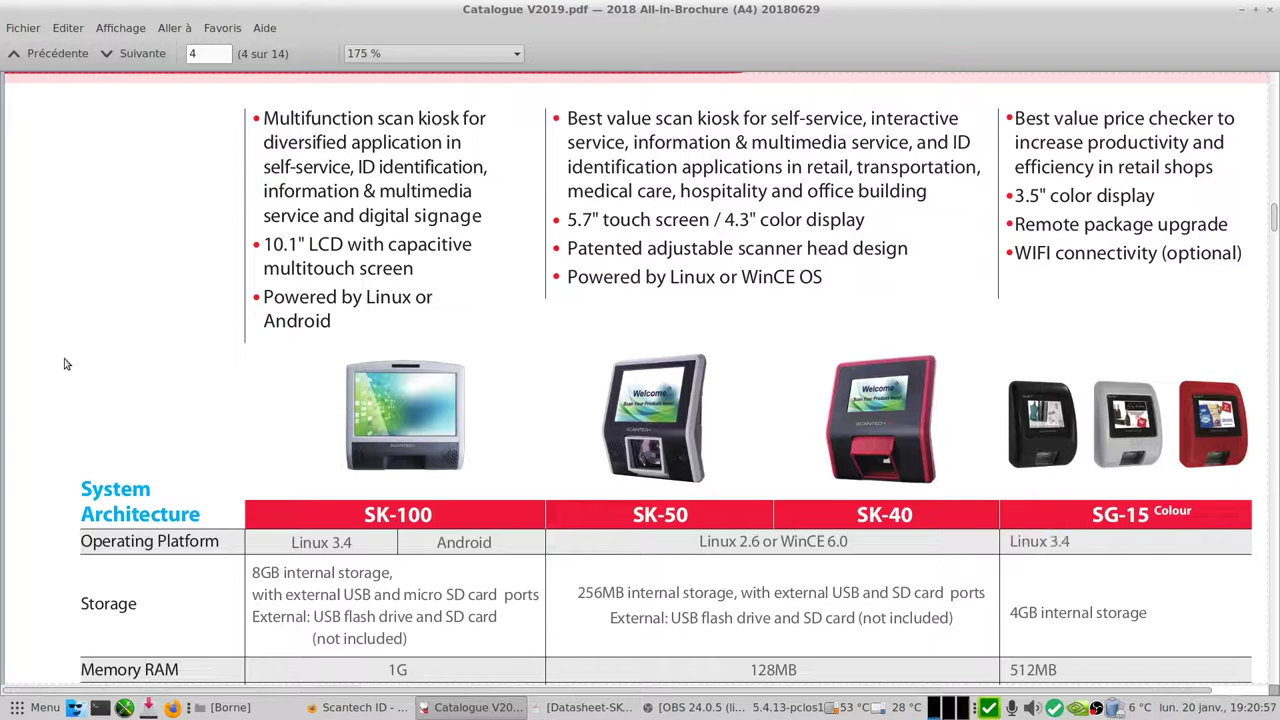 Catalogue V2019.pdf — 2018 All-in-Brochure (A4) 20180629
Fichier Editer Affichage Aller à Favoris Aide
Précédente Suivante 4 (4 sur 14) 175 %
• Multifunction scan kiosk for
diversified application in
self-service, ID identification,
information & multimedia
service and digital signage
• 10.1" LCD with capacitive
multitouch screen
• Powered by Linux or
Android
• Best value scan kiosk for self-service, interactive
service, information & multimedia service, and ID
identification applications in retail, transportation,
medical care, hospitality and office building
• 5.7" touch screen / 4.3" color display
• Patented adjustable scanner head design
• Powered by Linux or WinCE OS
• Best value price checker to
increase productivity and
efficiency in retail shops
• 3.5" color display
• Remote package upgrade
• WIFI connectivity (optional)
SCANTECH
Welcome
Scan Your Product Here!
SCANTECH
Welcome
Scan Your Product Here!
SCANTECH
System
Architecture
SK-100 SK-50 SK-40 SG-15 Colour
Operating Platform Linux 3.4 Android Linux 2.6 or WinCE 6.0 Linux 3.4
Storage
8GB internal storage,
with external USB and micro SD card ports
External: USB flash drive and SD card
(not included)
256MB internal storage, with external USB and SD card ports
External: USB flash drive and SD card (not included)
4GB internal storage
Memory RAM 1G 128MB 512MB
Menu [Borne] Scantech ID - ... Catalogue V20... [Datasheet-SK... [OBS 24.0.5 (li... 5.4.13-pclos1 53 °C 28 °C 6 °C lun. 20 janv., 19:20:57